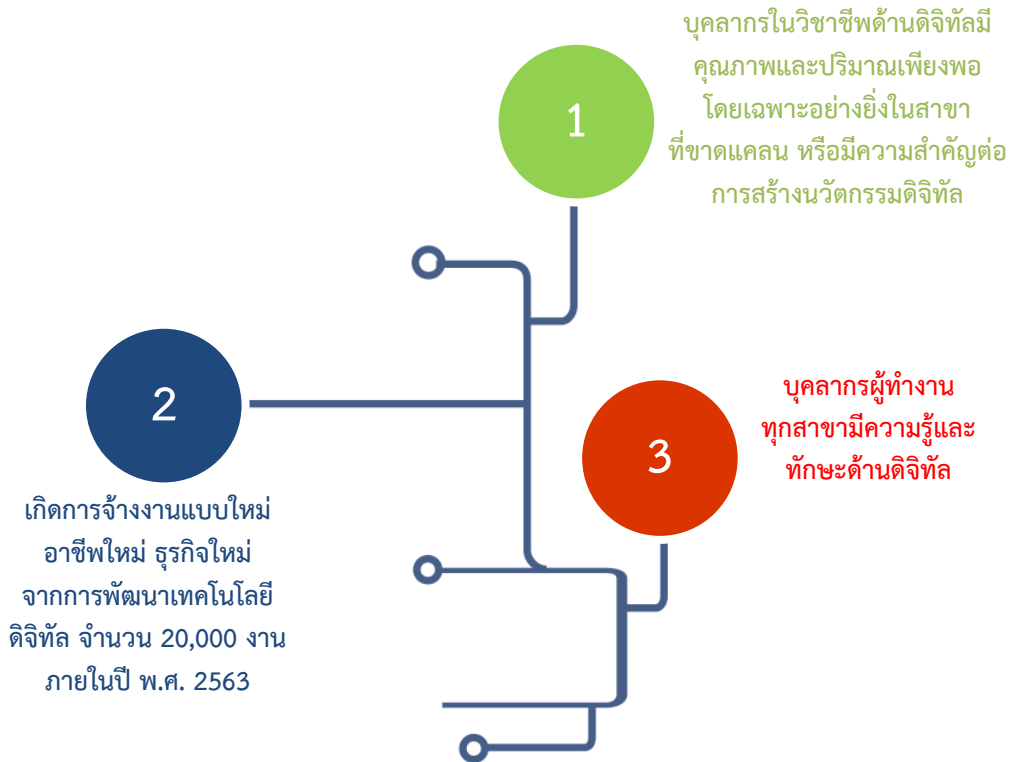 1
บุคลากรในวิชาชีพด้านดิจิทัลมี
คุณภาพและปริมาณเพียงพอ
โดยเฉพาะอย่างยิ่งในสาขา
ที่ขาดแคลน หรือมีความสำคัญต่อ
การสร้างนวัตกรรมดิจิทัล
2
เกิดการจ้างงานแบบใหม่
อาชีพใหม่ ธุรกิจใหม่
จากการพัฒนาเทคโนโลยี
ดิจิทัล จำนวน 20,000 งาน
ภายในปี พ.ศ. 2563
3
บุคลากรผู้ทำงาน
ทุกสาขามีความรู้และ
ทักษะด้านดิจิทัล